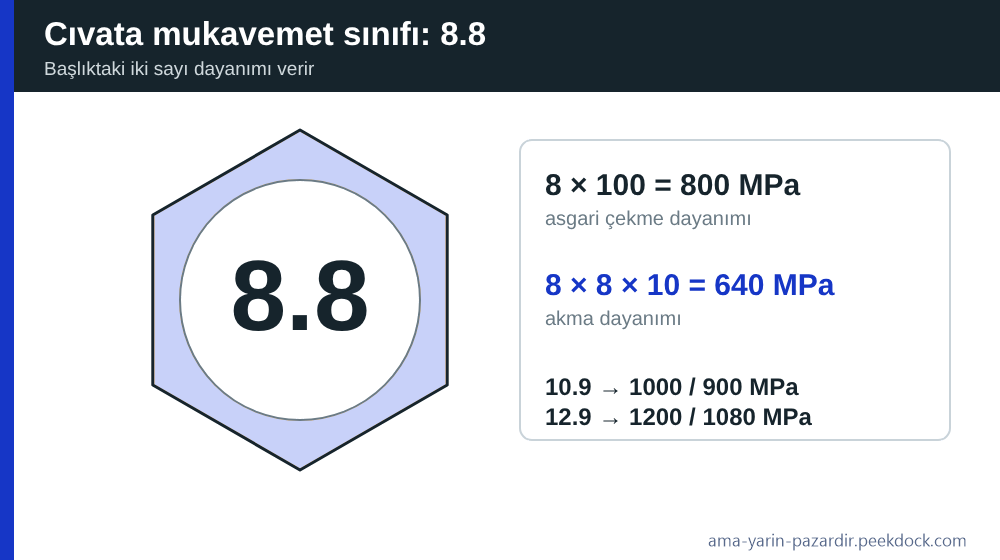 Cıvata mukavemet sınıfı: 8.8
Başlıktaki iki sayı dayanımı verir
8.8
8 × 100 = 800 MPa
asgari çekme dayanımı
8 × 8 × 10 = 640 MPa
akma dayanımı
10.9 → 1000 / 900 MPa
12.9 → 1200 / 1080 MPa
ama-yarin-pazardir.peekdock.com